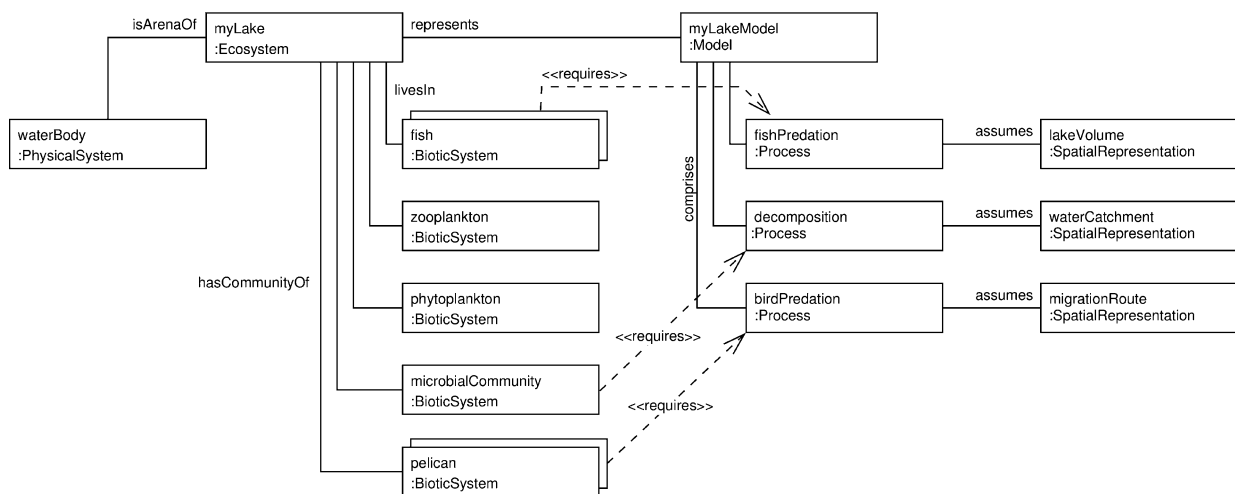 isArenaOf
myLake
:Ecosystem
represents
myLakeModel
:Model
<<requires>>
livesIn
waterBody
:PhysicalSystem
fish
:BioticSystem
fishPredation
:Process
assumes
lakeVolume
:SpatialRepresentation
comprises
zooplankton
:BioticSystem
decomposition
:Process
assumes
waterCatchment
:SpatialRepresentation
hasCommunityOf
phytoplankton
:BioticSystem
birdPredation
:Process
assumes
migrationRoute
:SpatialRepresentation
<<requires>>
microbialCommunity
:BioticSystem
<<requires>>
pelican
:BioticSystem